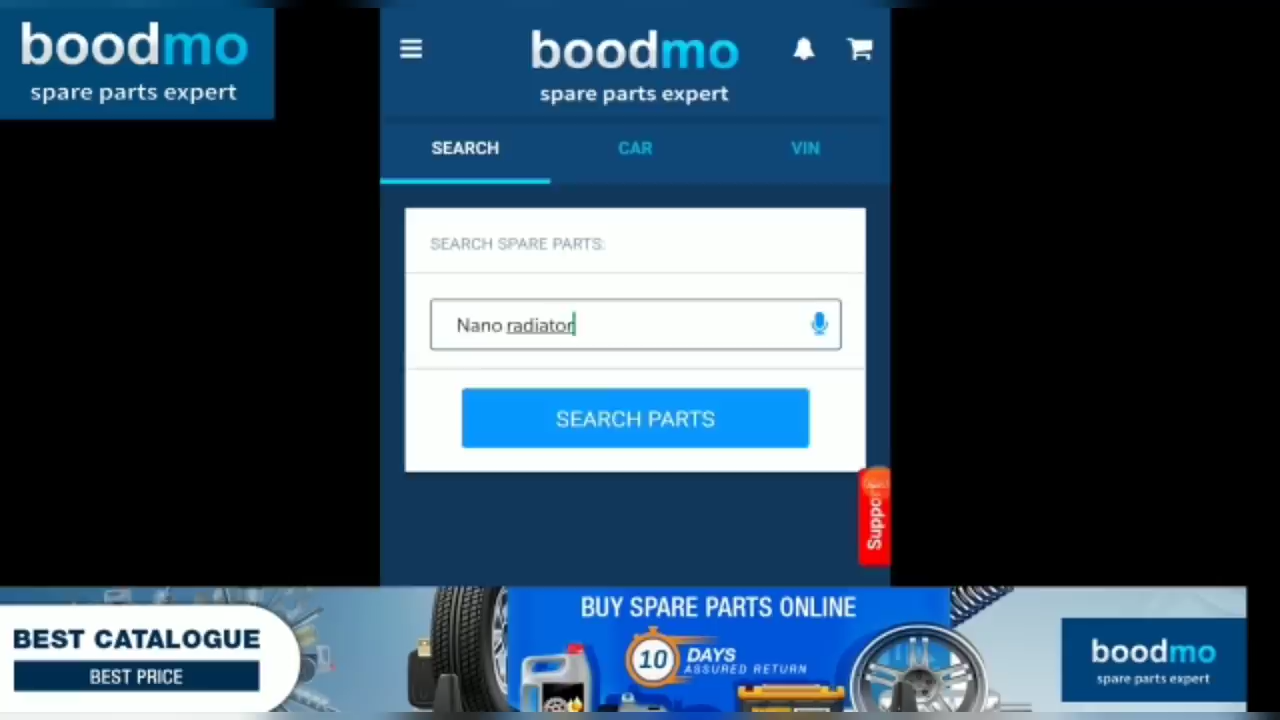 boodmo
spare parts expert
boodmo
spare parts expert
SEARCH CAR VIN
SEARCH SPARE PARTS:
Nano radiator
SEARCH PARTS
Support
BEST CATALOGUE
BEST PRICE
BUY SPARE PARTS ONLINE
10 DAYS
ASSURED RETURN
boodmo
spare parts expert